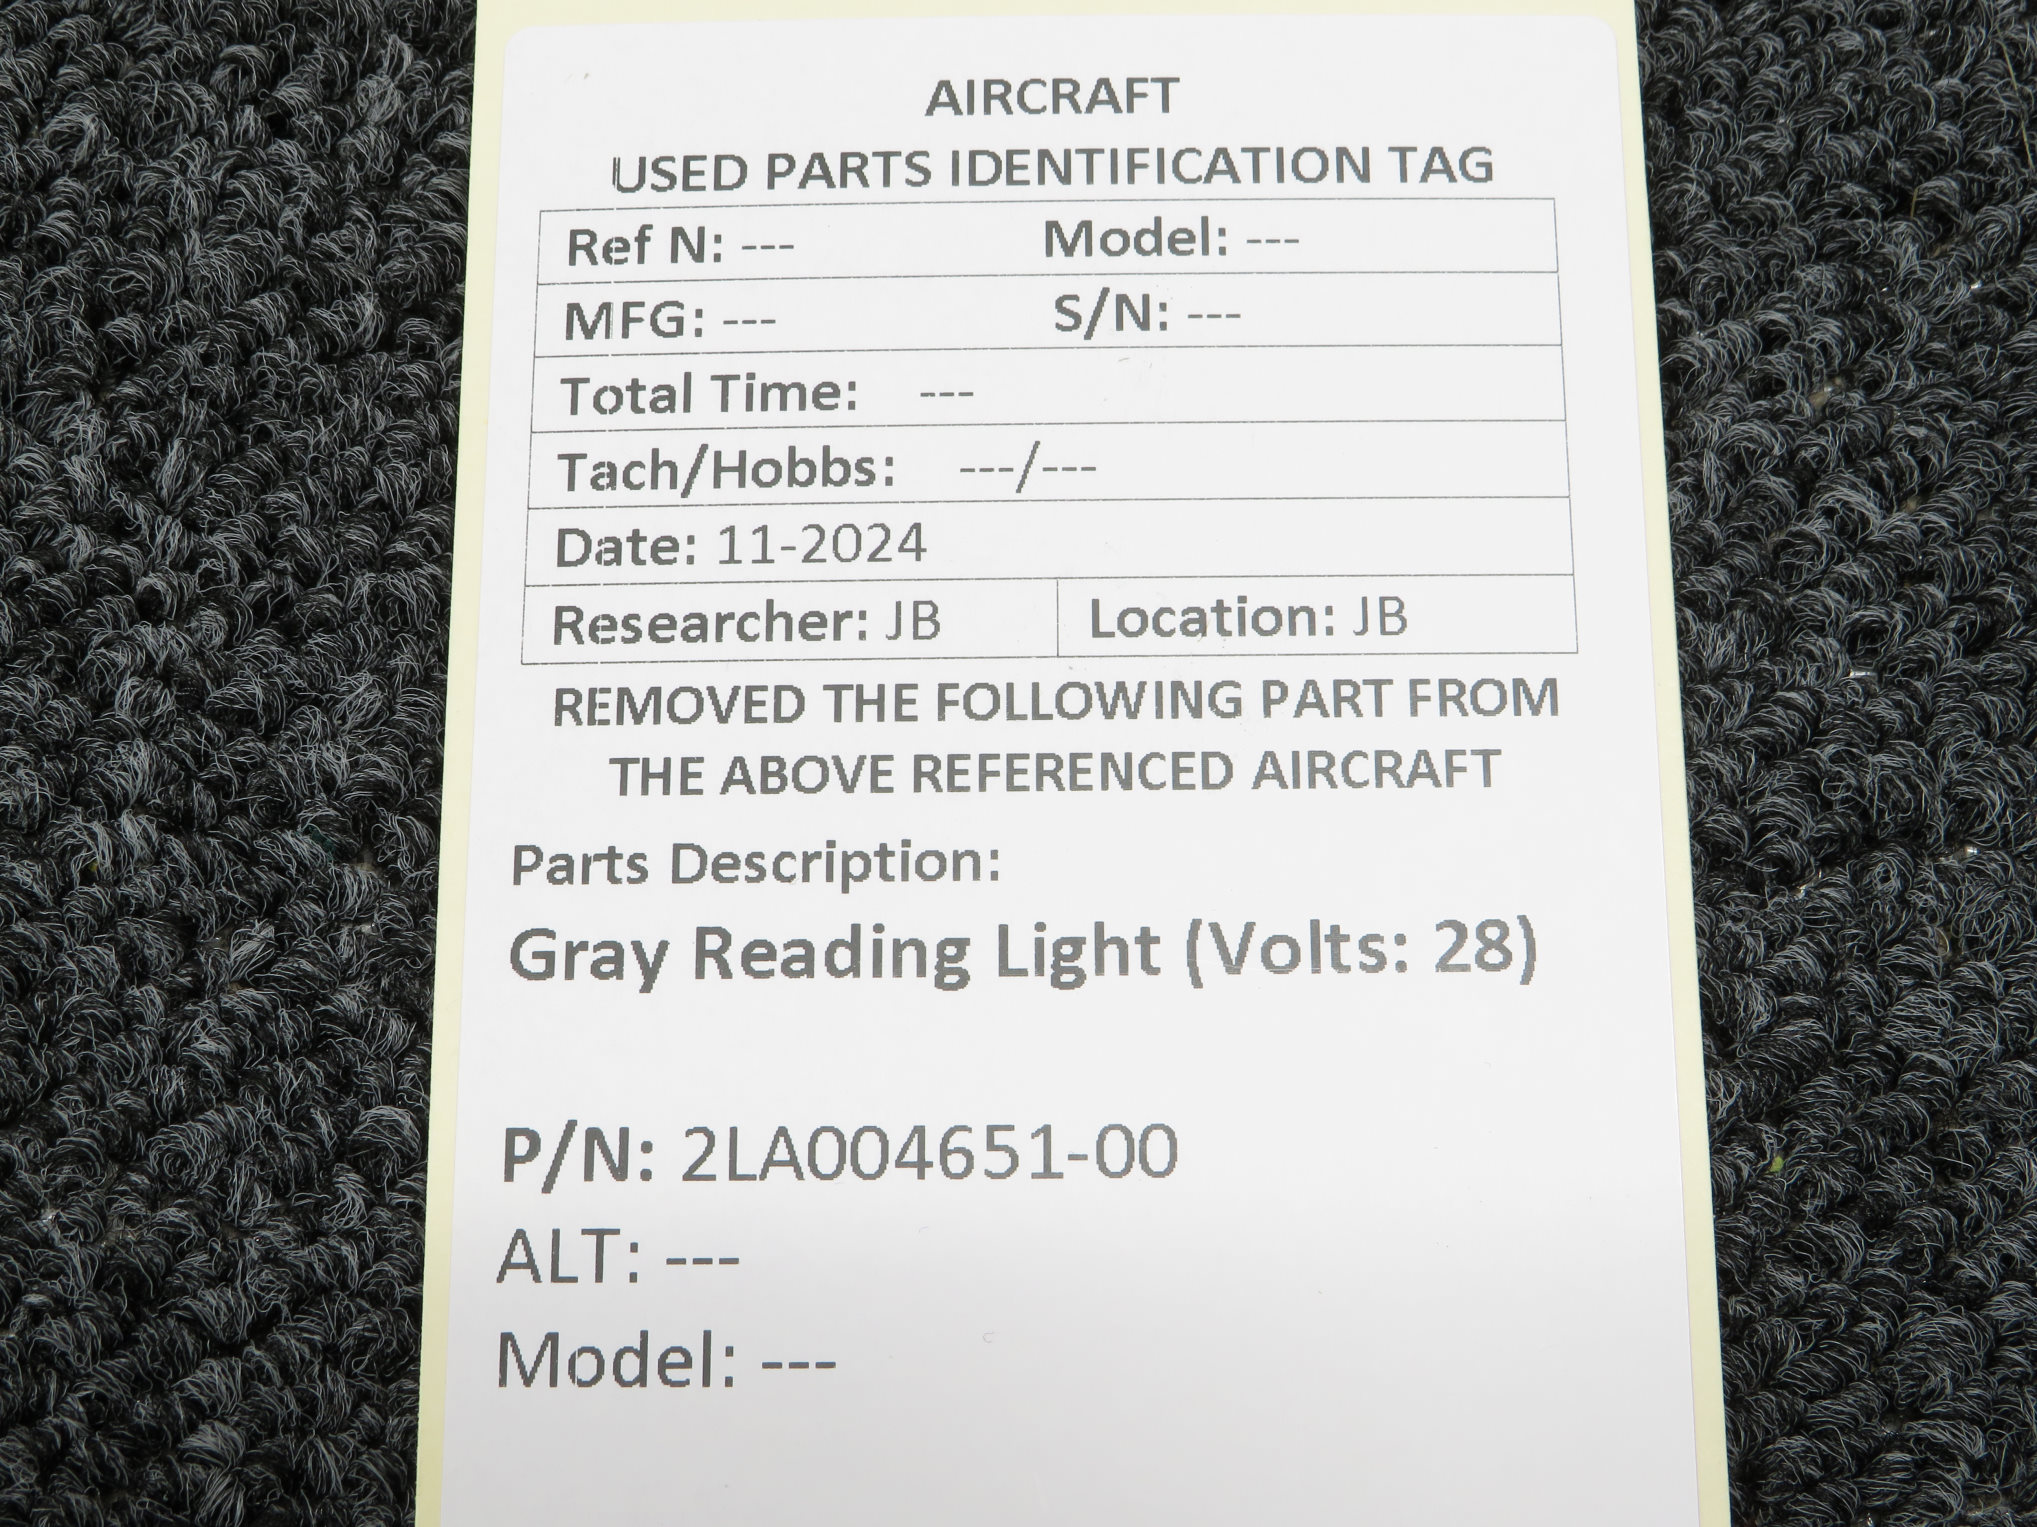 AIRCRAFT
USED PARTS IDENTIFICATION TAG
Ref N: --- Model: ---
MFG: --- S/N: ---
Total Time: ---
Tach/Hobbs: ---/---
Date: 11-2024
Researcher: JB Location: JB
REMOVED THE FOLLOWING PART FROM
THE ABOVE REFERENCED AIRCRAFT
Parts Description:
Gray Reading Light (Volts: 28)
P/N: 2LA004651-00
ALT: ---
Model: ---